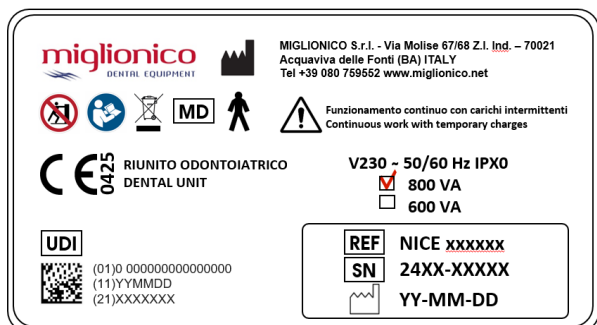 miglionico
DENTAL EQUIPMENT
MIGLIONICO S.r.l. - Via Molise 67/68 Z.I. Ind. – 70021
Acquaviva delle Fonti (BA) ITALY
Tel +39 080 759552 www.miglionico.net
MD
Funzionamento continuo con carichi intermittenti
Continuous work with temporary charges
CE 0425
RIUNITO ODONTOIATRICO
DENTAL UNIT
V230 ~ 50/60 Hz IPX0
800 VA
600 VA
UDI
(01)0 000000000000000
(11)YYMMDD
(21)XXXXXXX
REF NICE xxxxxx
SN 24XX-XXXXX
YY-MM-DD